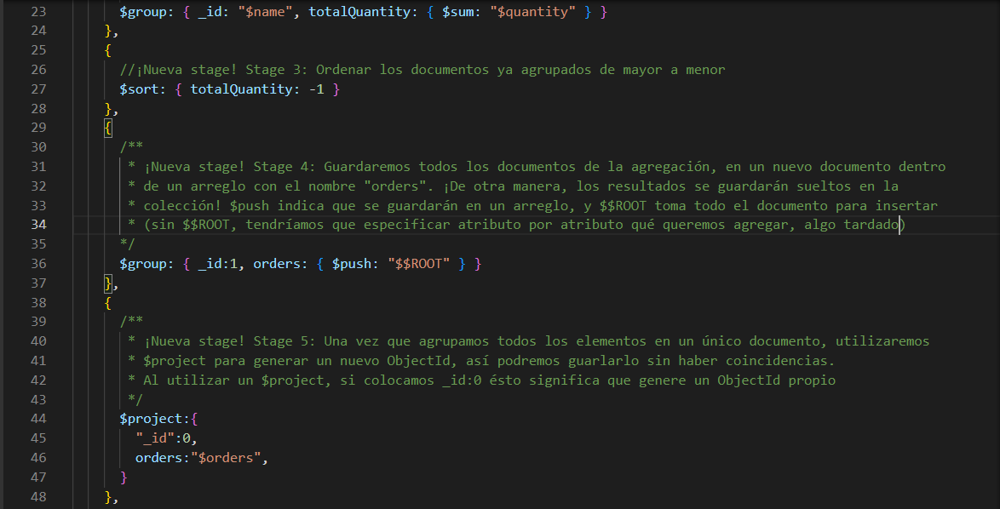 23 $group: { _id: "$name", totalQuantity: { $sum: "$quantity" } }
24 },
25 {
26 //¡Nueva stage! Stage 3: Ordenar los documentos ya agrupados de mayor a menor
27 $sort: { totalQuantity: -1 }
28 },
29 {
30 /**
31 * ¡Nueva stage! Stage 4: Guardaremos todos los documentos de la agregación, en un nuevo documento dentro
32 * de un arreglo con el nombre "orders". ¡De otra manera, los resultados se guardarán sueltos en la
33 * colección! $push indica que se guardarán en un arreglo, y $$ROOT toma todo el documento para insertar
34 * (sin $$ROOT, tendríamos que especificar atributo por atributo qué queremos agregar, algo tardado)
35 */
36 $group: { _id:1, orders: { $push: "$$ROOT" } }
37 },
38 {
39 /**
40 * ¡Nueva stage! Stage 5: Una vez que agrupamos todos los elementos en un único documento, utilizaremos
41 * $project para generar un nuevo ObjectId, así podremos guarlarlo sin haber coincidencias.
42 * Al utilizar un $project, si colocamos _id:0 ésto significa que genere un ObjectId propio
43 */
44 $project:{
45 "_id":0,
46 orders:"$orders",
47 }
48 },